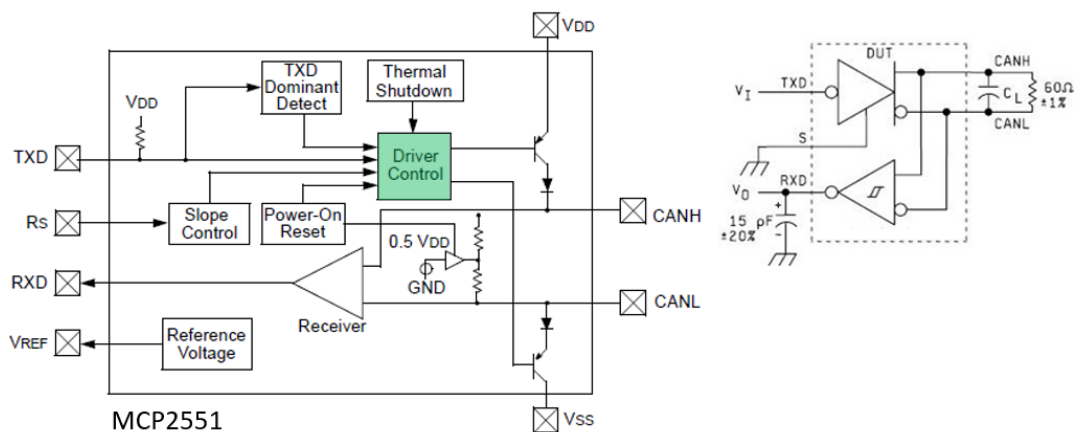 VDD
TXD
Dominant
Detect
Thermal
Shutdown
VDD
TXD
Driver
Control
RS
Slope
Control
Power-On
Reset
0.5 VDD
CANH
RXD
GND
Receiver
CANL
VREF
Reference
Voltage
MCP2551
VSS
DUT
CANH
VI
TXD
CL
60Ω
±1%
CANL
S
VO
RXD
15 pF
±20%
+
-